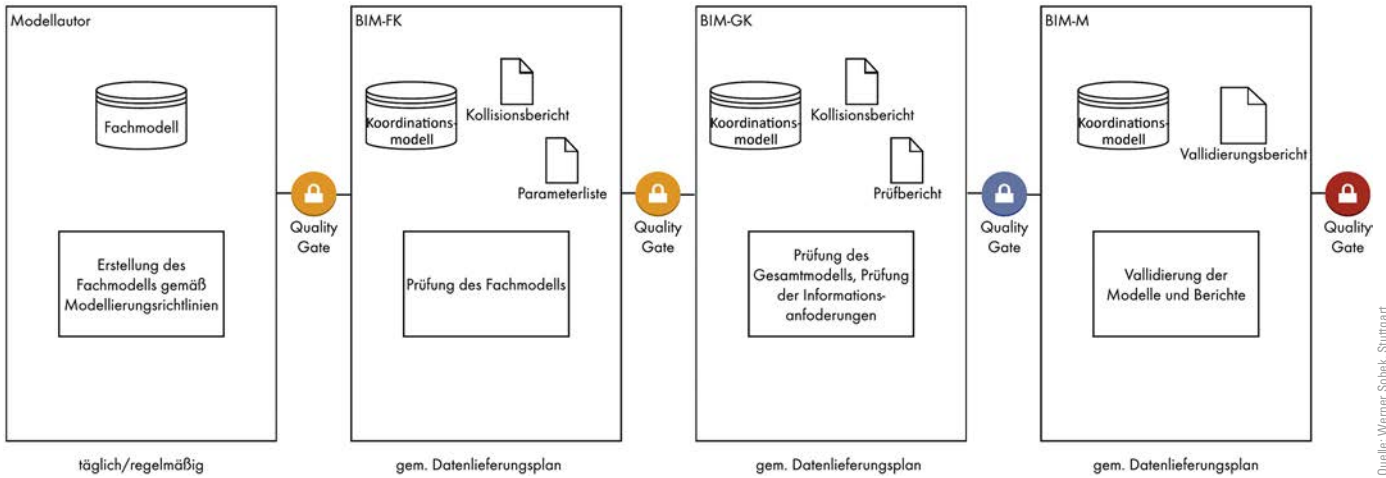 Modellautor
Fachmodell
Erstellung des
Fachmodells gemäß
Modellierungsrichtlinien
täglich/regelmäßig
Quality
Gate
BIM-FK
Koordinations-
modell
Kollisionsbericht
Parameterliste
Prüfung des Fachmodells
gem. Datenlieferungsplan
Quality
Gate
BIM-GK
Koordinations-
modell
Kollisionsbericht
Prüfbericht
Prüfung des
Gesamtmodells, Prüfung
der Informations-
anfoderungen
gem. Datenlieferungsplan
Quality
Gate
BIM-M
Koordinations-
modell
Vallidierungsbericht
Vallidierung der
Modelle und Berichte
gem. Datenlieferungsplan
Quality
Gate
Quelle: Werner Sobek, Stuttgart